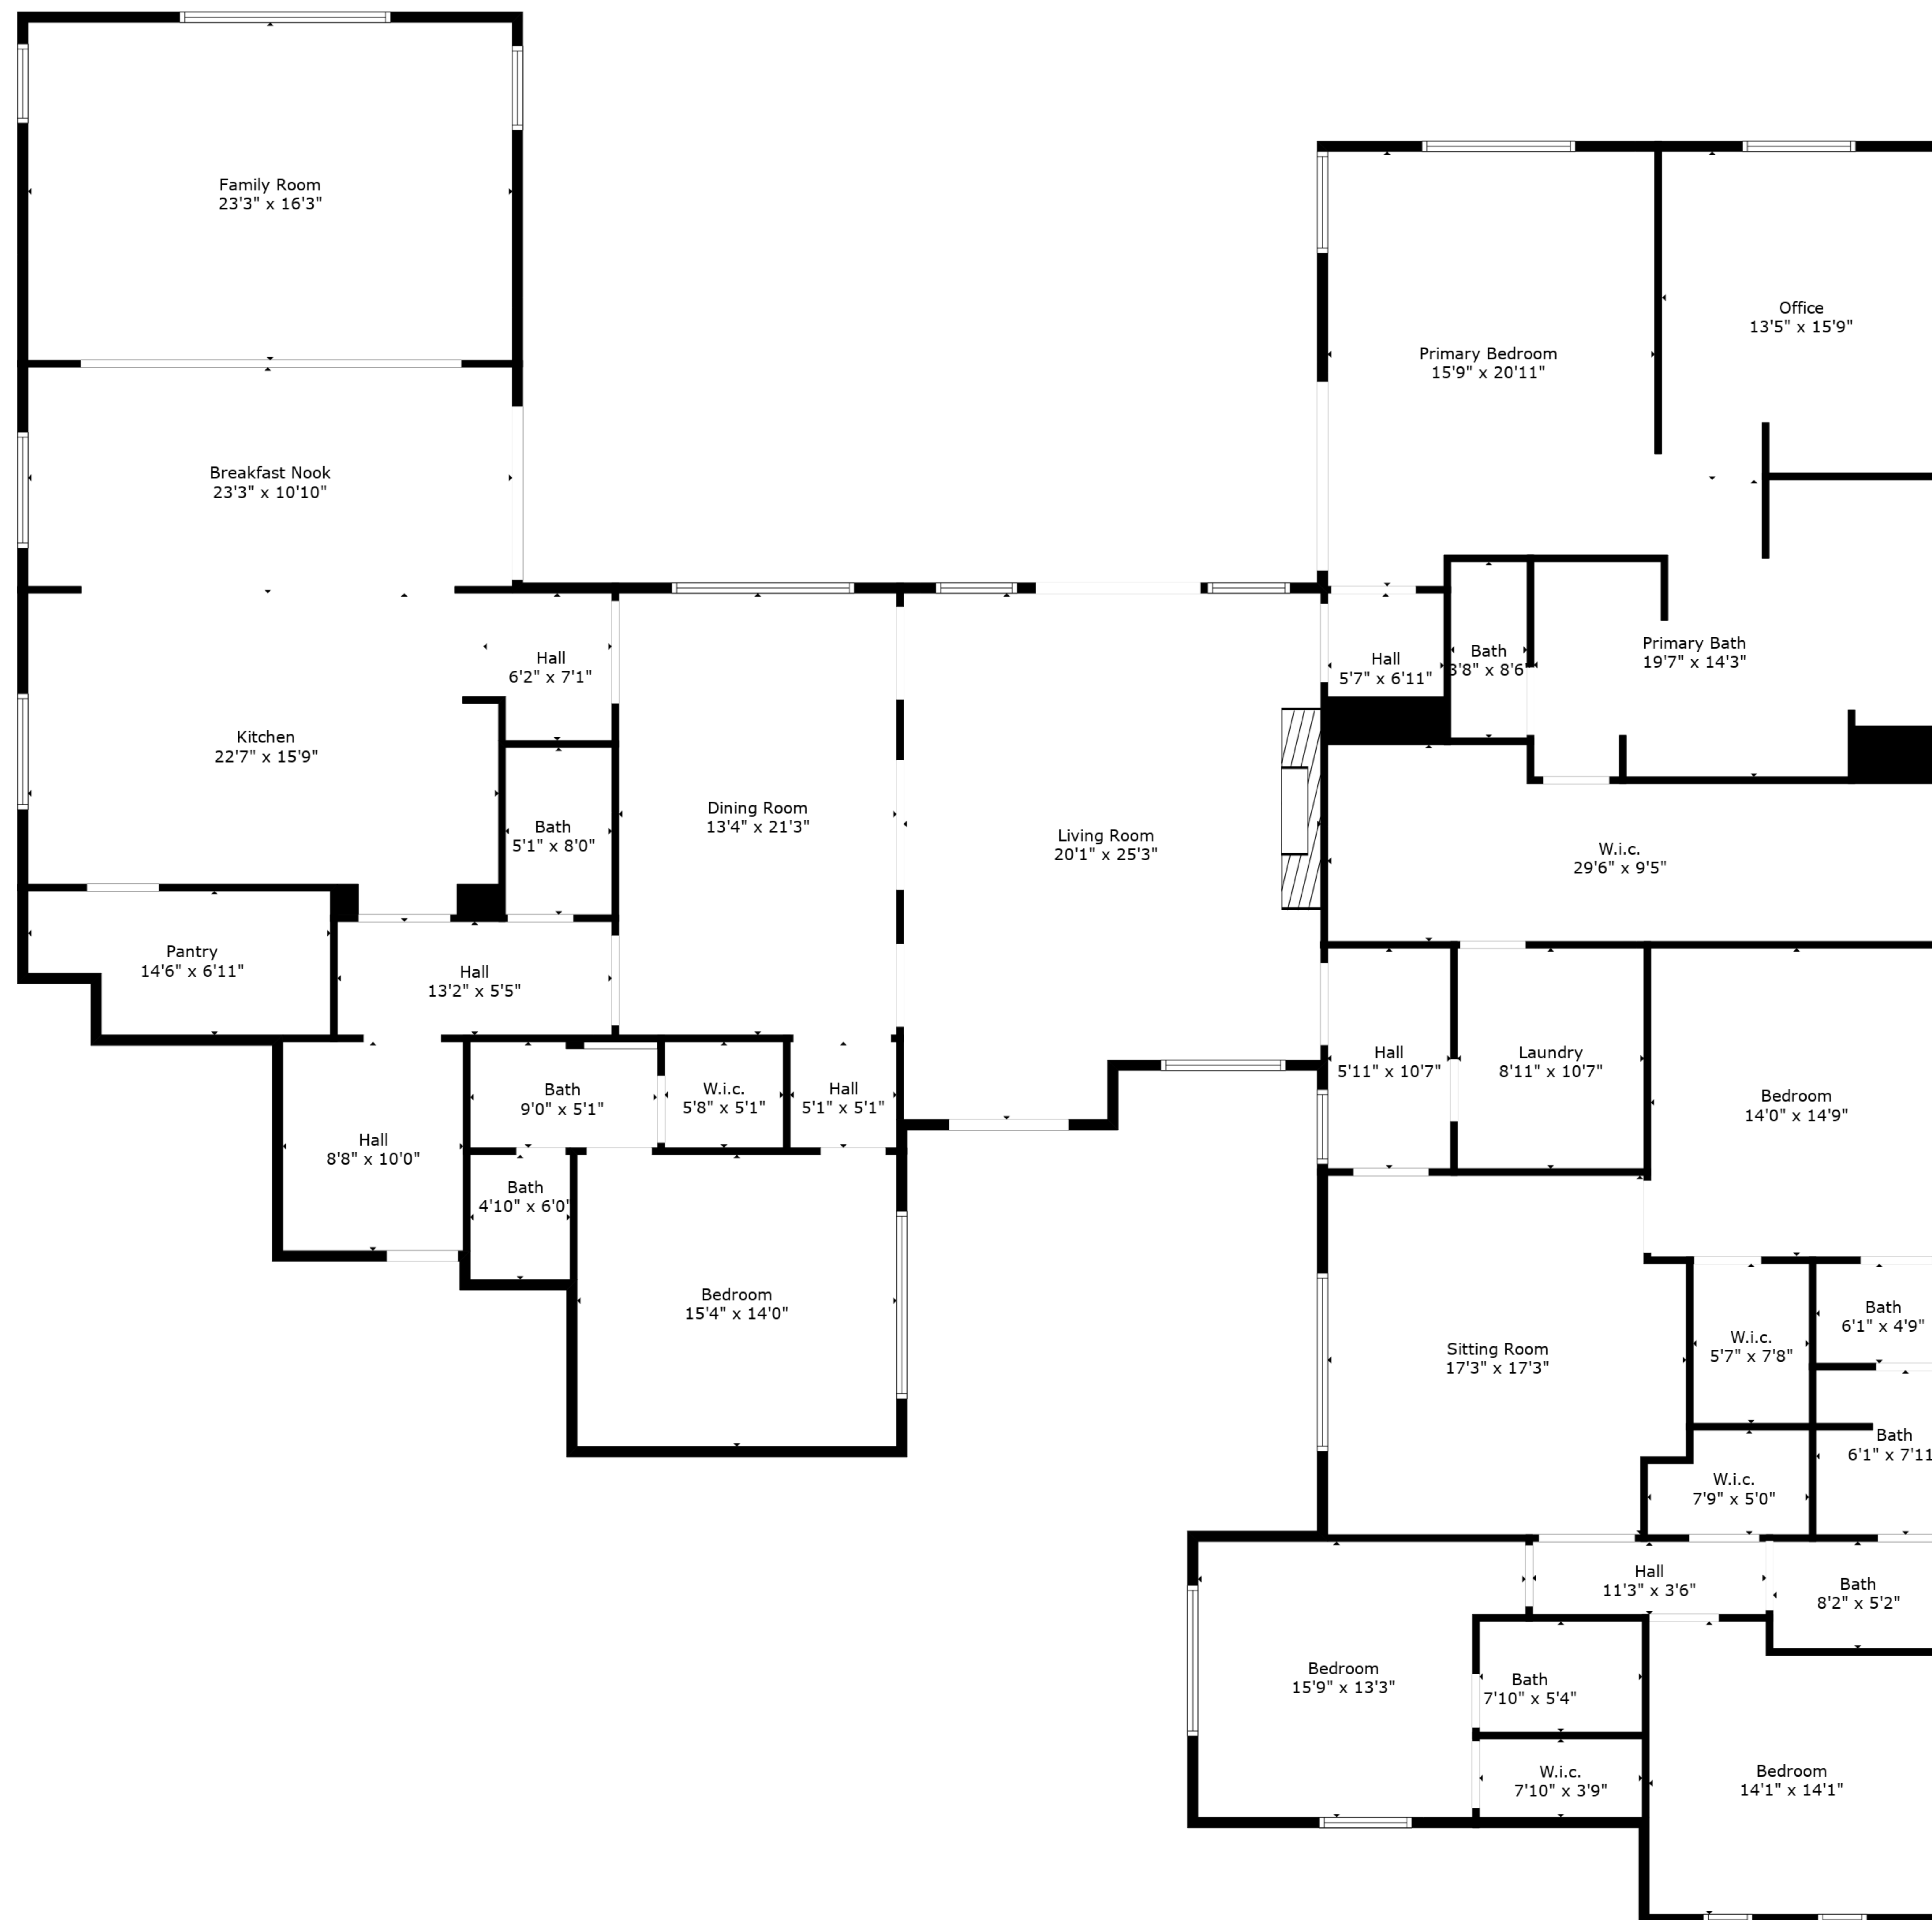 Family Room
23'3" x 16'3"
Office
13'5" x 15'9"
Primary Bedroom
15'9" x 20'11"
Breakfast Nook
23'3" x 10'10"
Hall
6'2" x 7'1"
Hall
5'7" x 6'11"
Bath
3'8" x 8'6
Primary Bath
19'7" x 14'3"
Kitchen
22'7" x 15'9"
Bath
5'1" x 8'0"
Dining Room
13'4" x 21'3"
Living Room
20'1" x 25'3"
W.i.c.
29'6" x 9'5"
Pantry
14'6" x 6'11"
Hall
13'2" x 5'5"
Hall
5'11" x 10'7"
Laundry
8'11" x 10'7"
Bedroom
14'0" x 14'9"
Bath
9'0" x 5'1"
W.i.c.
5'8" x 5'1"
Hall
5'1" x 5'1"
Hall
8'8" x 10'0"
Bath
4'10" x 6'0"
Bedroom
15'4" x 14'0"
Sitting Room
17'3" x 17'3"
W.i.c.
5'7" x 7'8"
Bath
6'1" x 4'9"
Bath
6'1" x 7'11
W.i.c.
7'9" x 5'0"
Hall
11'3" x 3'6"
Bath
8'2" x 5'2"
Bedroom
15'9" x 13'3"
Bath
7'10" x 5'4"
W.i.c.
7'10" x 3'9"
Bedroom
14'1" x 14'1"